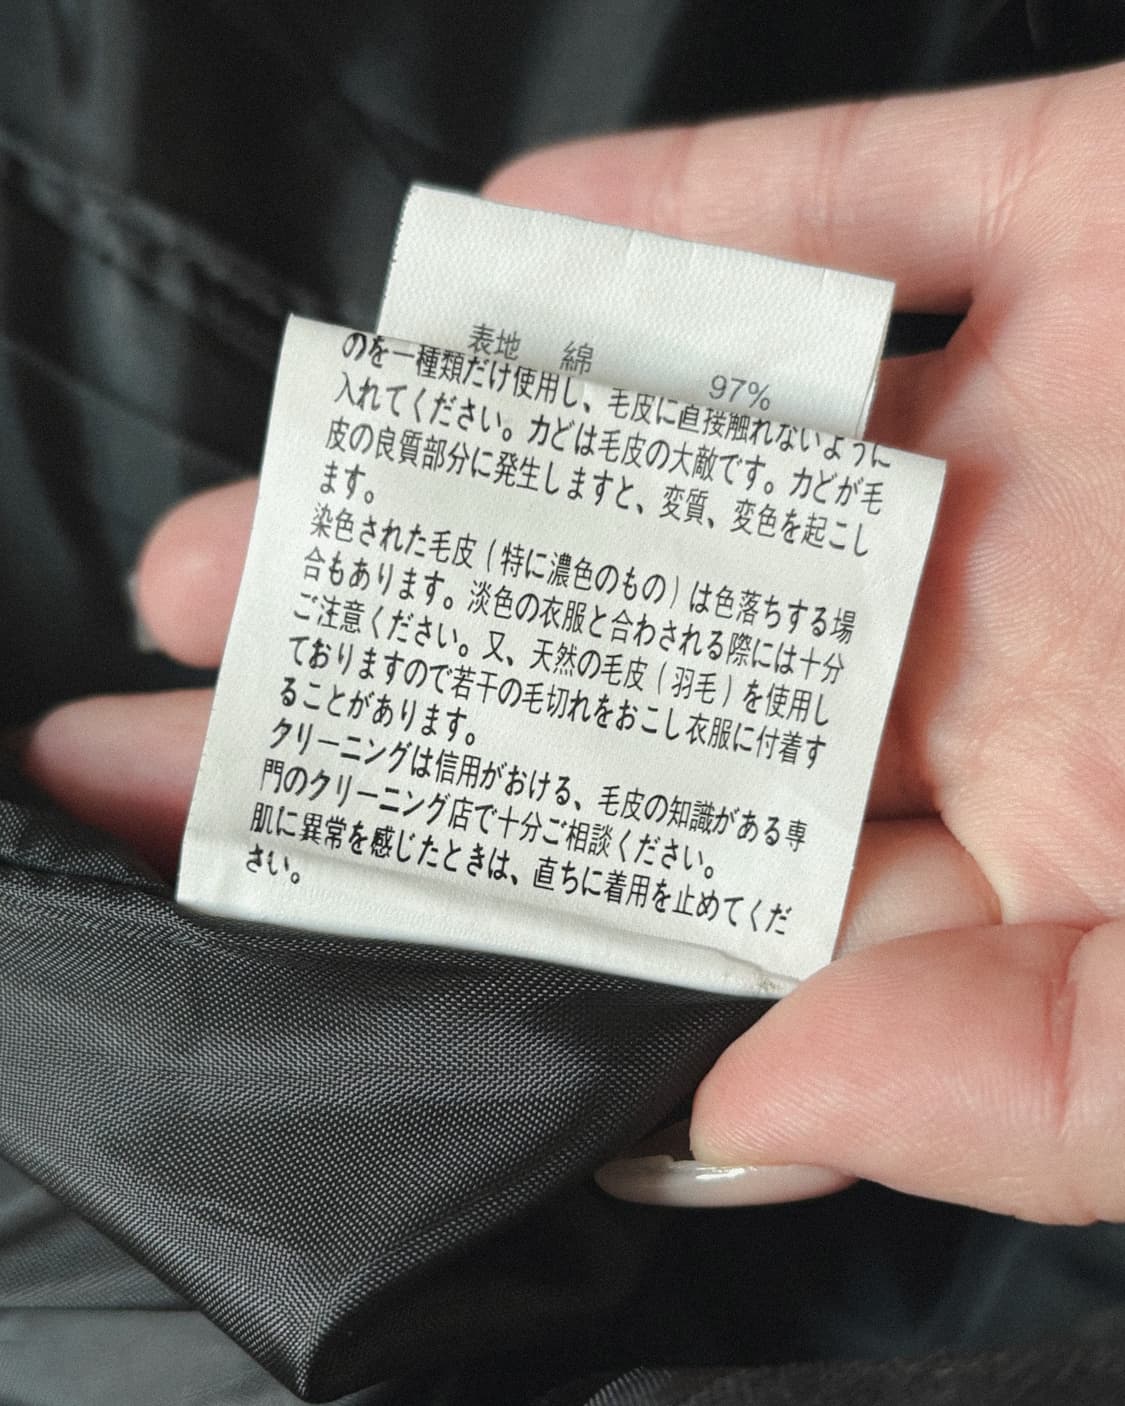 表地 綿 97%
のを一種類だけ使用し、毛皮に直接触れないように
入れてください。カどは毛皮の大敵です。カどが毛
皮の良質部分に発生しますと、変質、変色を起こし
ます。
染色された毛皮(特に濃色のもの)は色落ちする場
合もあります。淡色の衣服と合わされる際には十分
ご注意ください。又、天然の毛皮(羽毛)を使用し
ておりますので若干の毛切れをおこし衣服に付着す
ることがあります。
クリーニングは信用がおける、毛皮の知識がある専
門のクリーニング店で十分ご相談ください。
肌に異常を感じたときは、直ちに着用を止めてくだ
さい。